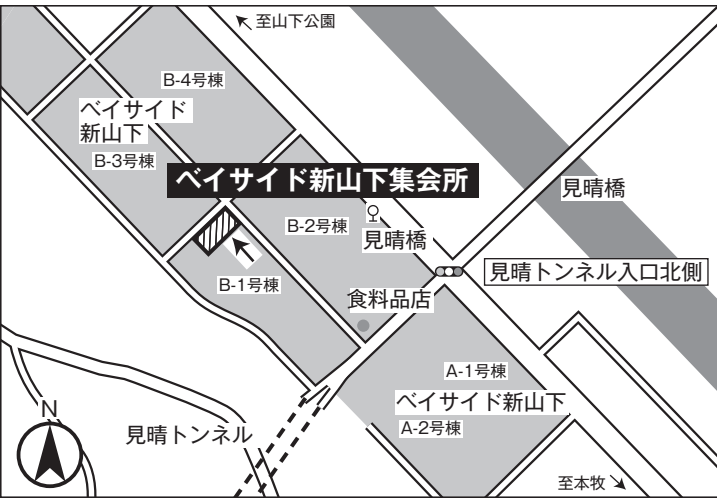 至山下公園
B-4号棟
ベイサイド
新山下
B-3号棟
ベイサイド新山下集会所
見晴橋
B-2号棟
見晴橋
見晴トンネル入口北側
B-1号棟
食料品店
A-1号棟
ベイサイド新山下
A-2号棟
N
見晴トンネル
至本牧